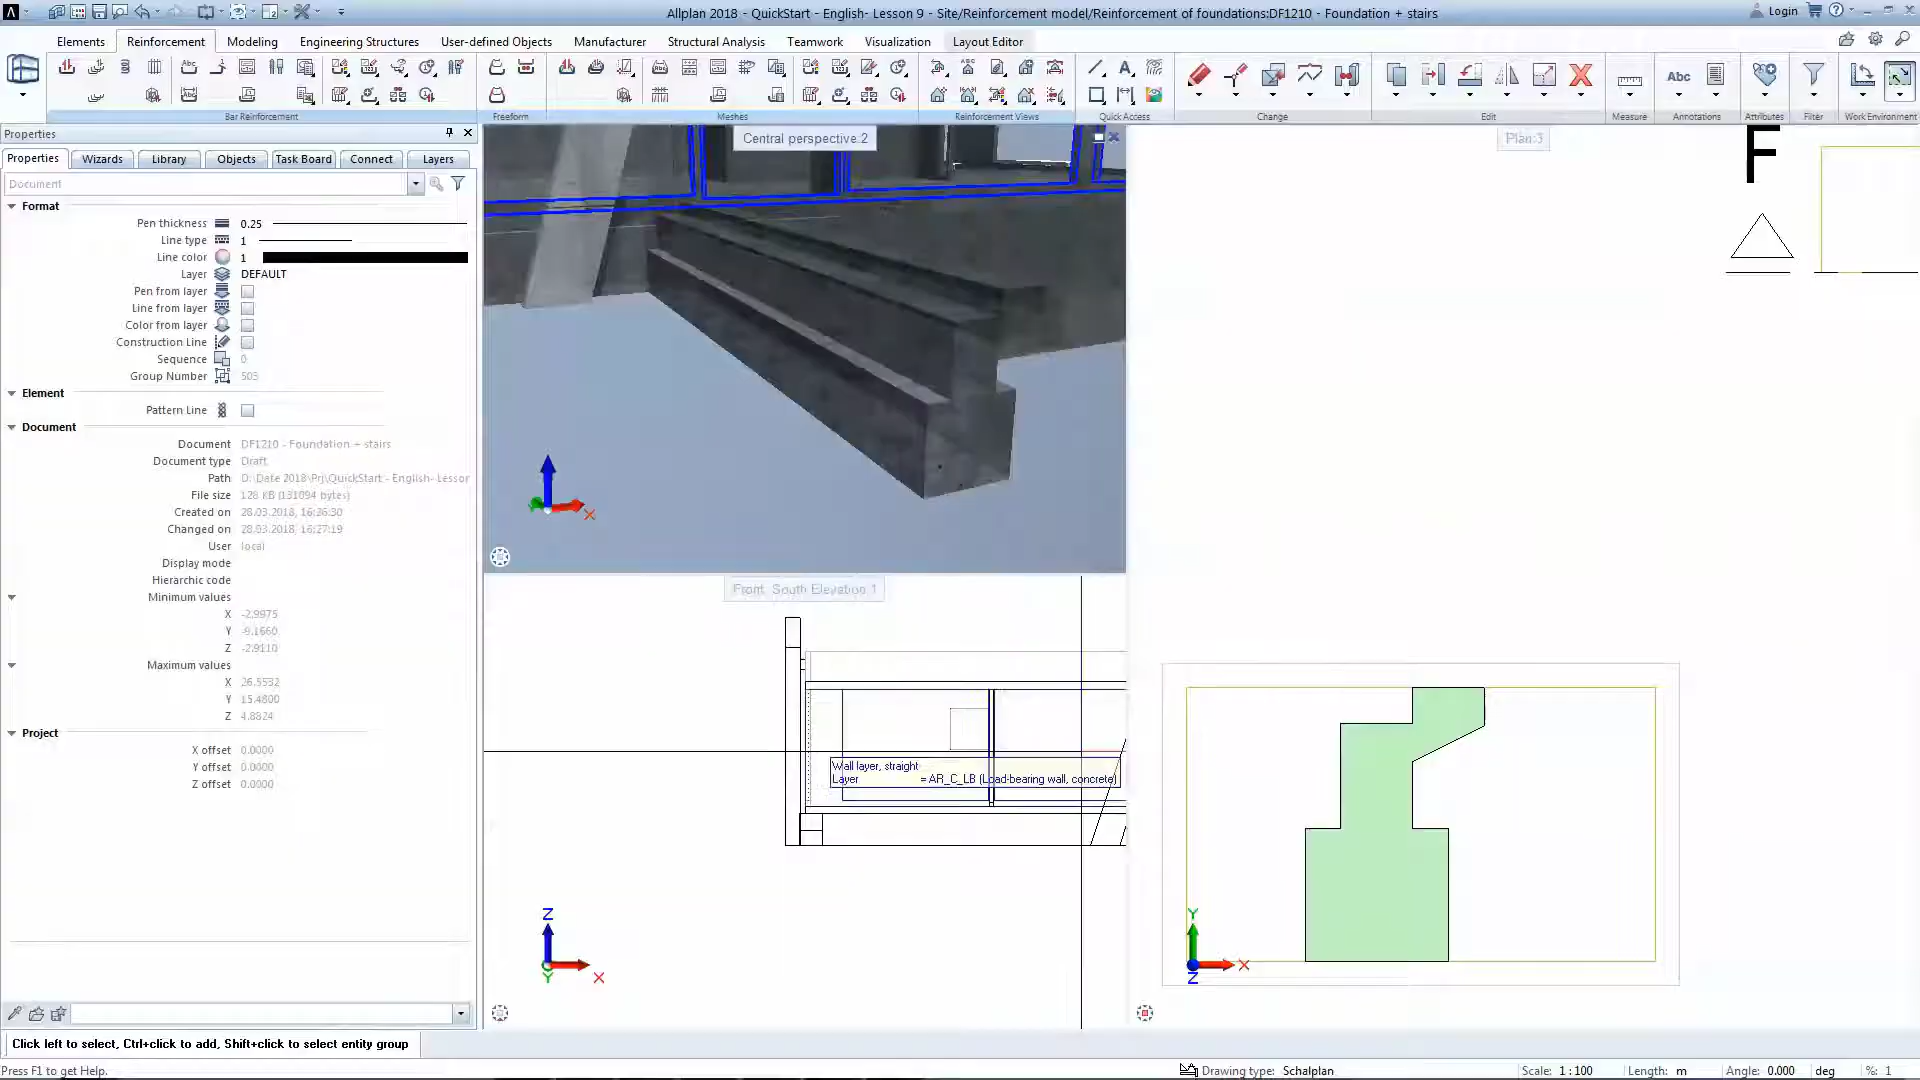 Allplan 2018 - QuickStart - English- Lesson 9 - Site/Reinforcement model/Reinforcement of foundations:DF1210 - Foundation + stairs
Login
Elements Reinforcement Modeling Engineering Structures User-defined Objects Manufacturer Structural Analysis Teamwork Visualization Layout Editor
Abc
Bar Reinforcement Freeform Meshes Reinforcement Views Quick Access Change Edit Measure Annotations Attributes Filter Work Environment
Properties
Properties Wizards Library Objects Task Board Connect Layers
Document
Format
Pen thickness 0.25
Line type 1
Line color 1
Layer DEFAULT
Pen from layer
Line from layer
Color from layer
Construction Line
Sequence 0
Group Number 503
Element
Pattern Line
Document
Document DF1210 - Foundation + stairs
Document type Draft
Path D:\Date 2018\Prj\QuickStart - English- Lesson
File size 128 KB (131094 bytes)
Created on 28.03.2018, 16:26:30
Changed on 28.03.2018, 16:27:19
User local
Display mode
Hierarchic code
Minimum values
X -2.9975
Y -9.1660
Z -2.9110
Maximum values
X 26.5532
Y 15.4800
Z 4.8824
Project
X offset 0.0000
Y offset 0.0000
Z offset 0.0000
Central perspective:2
X
Plan:3
F
Front, South Elevation:1
Wall layer, straight
Layer = AR_C_LB (Load-bearing wall, concrete)
Z
X
Y
Y
X
Z
Click left to select, Ctrl+click to add, Shift+click to select entity group
Press F1 to get Help.
Drawing type: Schalplan
Scale: 1 : 100
Length: m
Angle: 0.000 deg
%: 1